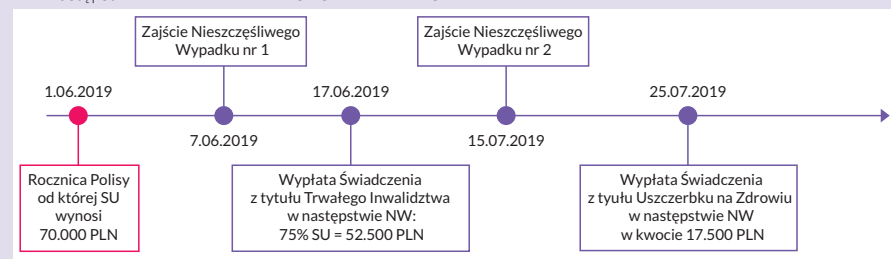 Zajście Nieszczęśliwego
Wypadku nr 1
Zajście Nieszczęśliwego
Wypadku nr 2
1.06.2019
17.06.2019
25.07.2019
7.06.2019
15.07.2019
Rocznica Polisy
od której SU
wynosi
70.000 PLN
Wypłata Świadczenia
z tytułu Trwałego Inwalidztwa
w następstwie NW:
75% SU = 52.500 PLN
Wypłata Świadczenia
z tyułu Uszczerbku na Zdrowiu
w następstwie NW
w kwocie 17.500 PLN